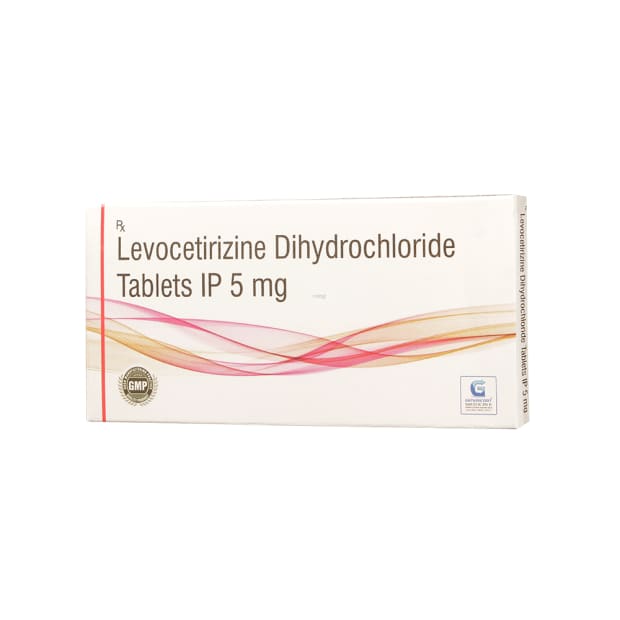 Rx
Levocetirizine Dihydrochloride
Tablets IP 5 mg
GMP
G
Levocetirizine Dihydrochloride Tablets IP 5 mg